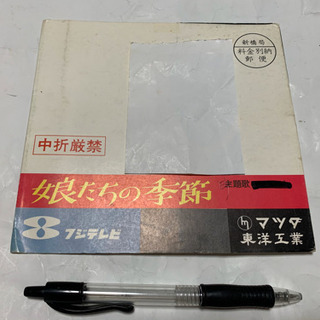 新橋局
料金別納
郵便
中折厳禁
娘たちの季節
主題歌
8 フジテレビ
マツダ
東洋工業